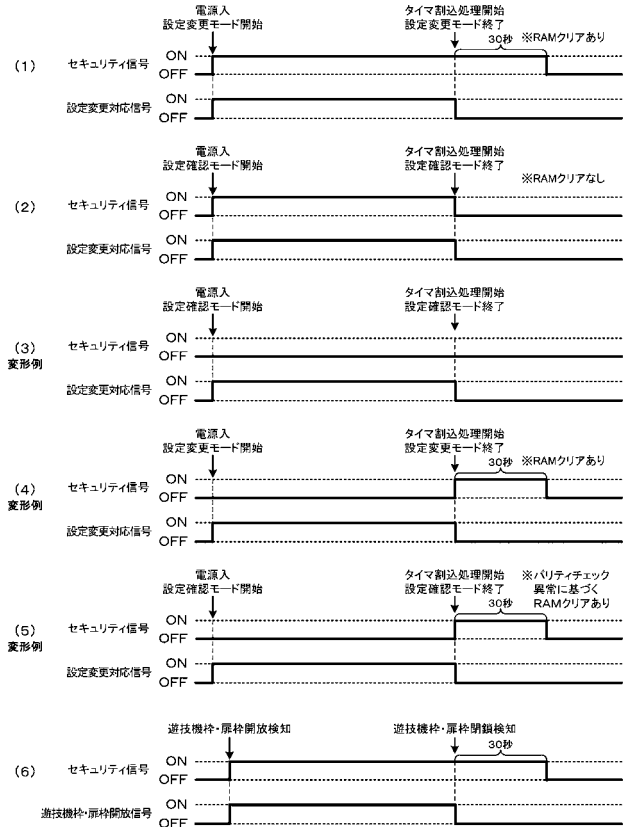 電源入
設定変更モード開始
タイマ割込処理開始
設定変更モード終了
30秒 ※RAMクリアあり
(1)
セキュリティ信号
ON
OFF
設定変更対応信号
ON
OFF
電源入
設定確認モード開始
タイマ割込処理開始
設定確認モード終了
※RAMクリアなし
(2)
セキュリティ信号
ON
OFF
設定変更対応信号
ON
OFF
電源入
設定確認モード開始
タイマ割込処理開始
設定確認モード終了
(3)
変形例
セキュリティ信号
ON
OFF
設定変更対応信号
ON
OFF
電源入
設定変更モード開始
タイマ割込処理開始
設定変更モード終了
30秒 ※RAMクリアあり
(4)
変形例
セキュリティ信号
ON
OFF
設定変更対応信号
ON
OFF
電源入
設定確認モード開始
タイマ割込処理開始
設定確認モード終了
※パリティチェック
異常に基づく
RAMクリアあり
30秒
(5)
変形例
セキュリティ信号
ON
OFF
設定変更対応信号
ON
OFF
遊技機枠・扉枠開放検知
遊技機枠・扉枠閉鎖検知
30秒
(6)
セキュリティ信号
ON
OFF
遊技機枠・扉枠開放信号
ON
OFF